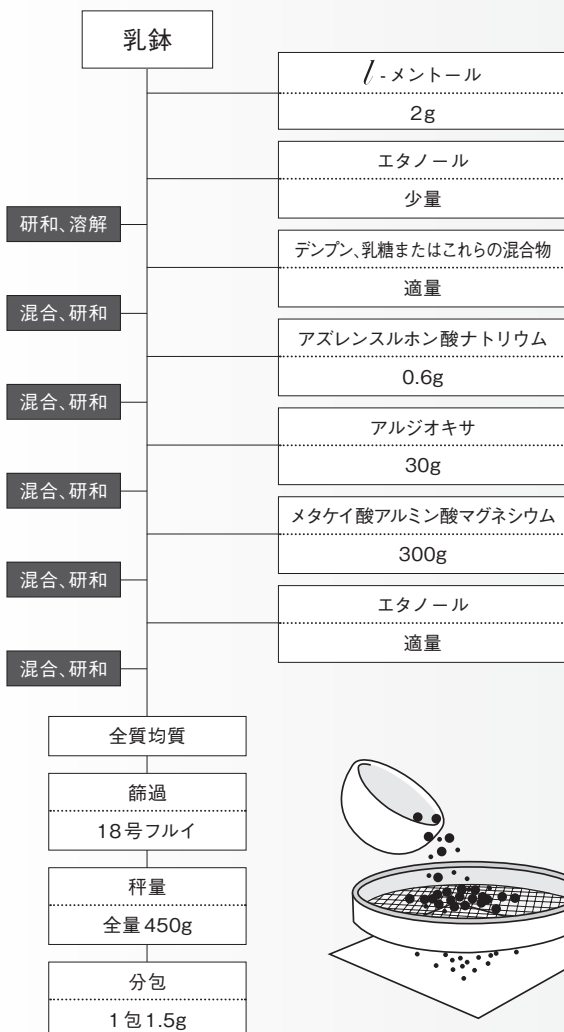 乳鉢
l-メントール
2g
エタノール
少量
研和、溶解
デンプン、乳糖またはこれらの混合物
適量
混合、研和
アズレンスルホン酸ナトリウム
0.6g
混合、研和
アルジオキサ
30g
混合、研和
メタケイ酸アルミン酸マグネシウム
300g
混合、研和
エタノール
適量
混合、研和
全質均質
篩過
18号フルイ
秤量
全量450g
分包
1包1.5g